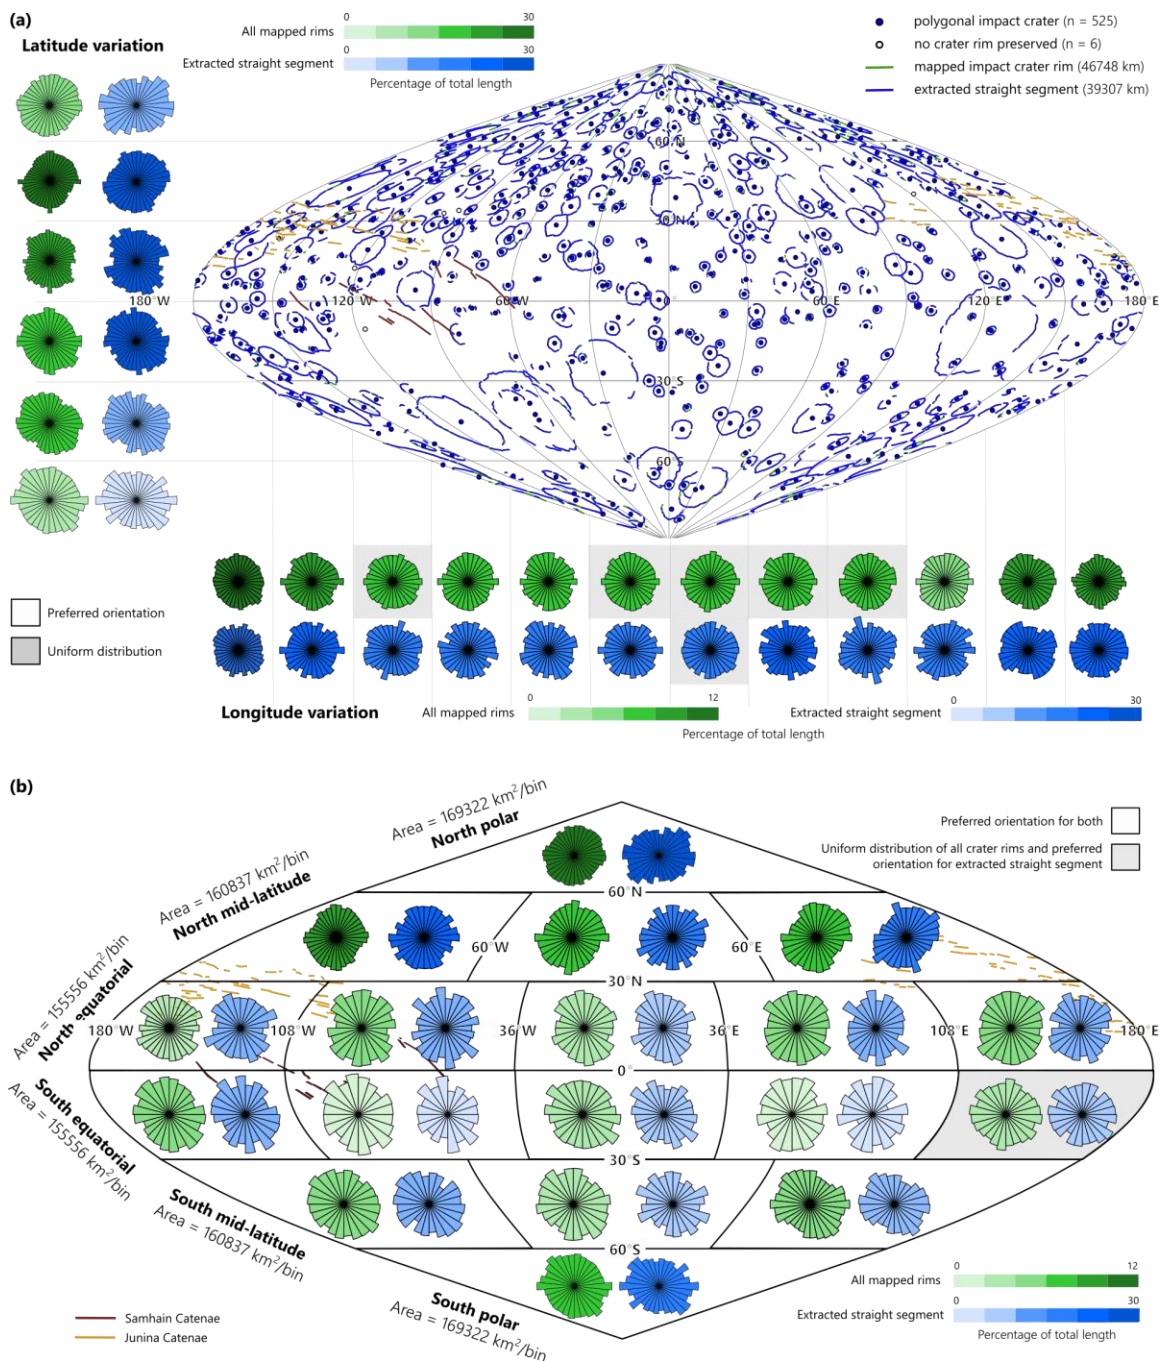 (a)
Latitude variation
0 30
All mapped rims
Extracted straight segment
0 30
Percentage of total length
polygonal impact crater (n = 525)
no crater rim preserved (n = 6)
mapped impact crater rim (46748 km)
extracted straight segment (39307 km)
60°N
30°N
180°W 120°W 60°W 0° 60°E 120°E 180°E
30°S
60°S
Preferred orientation
Uniform distribution
Longitude variation
All mapped rims
0 12
Extracted straight segment
0 30
Percentage of total length
(b)
Area = 169322 km²/bin
North polar
Area = 160837 km²/bin
North mid-latitude
Area = 155556 km²/bin
North equatorial
Preferred orientation for both
Uniform distribution of all crater rims and preferred
orientation for extracted straight segment
60°N
60°W 60°E
30°N
180°W 108°W 36°W 36°E 108°E 180°E
0°
South equatorial
Area = 155556 km²/bin
30°S
South mid-latitude
Area = 160837 km²/bin
60°S
South polar
Area = 169322 km²/bin
Samhain Catenae
Junina Catenae
0 12
All mapped rims
0 30
Extracted straight segment
Percentage of total length